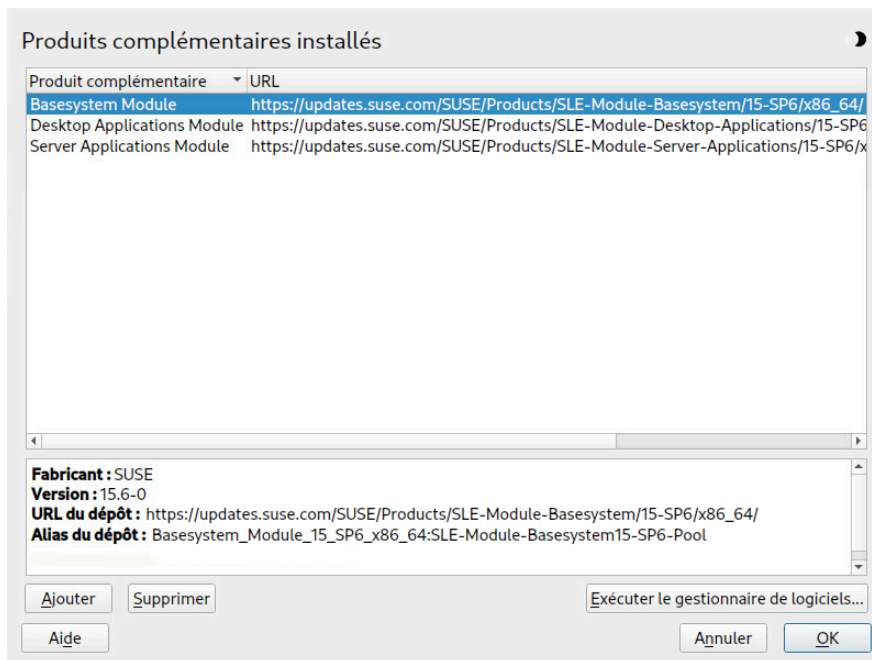 Produits complémentaires installés
Produit complémentaire URL
Basesystem Module https://updates.suse.com/SUSE/Products/SLE-Module-Basesystem/15-SP6/x86_64/
Desktop Applications Module https://updates.suse.com/SUSE/Products/SLE-Module-Desktop-Applications/15-SP6
Server Applications Module https://updates.suse.com/SUSE/Products/SLE-Module-Server-Applications/15-SP6/x
Fabricant : SUSE
Version : 15.6-0
URL du dépôt : https://updates.suse.com/SUSE/Products/SLE-Module-Basesystem/15-SP6/x86_64/
Alias du dépôt : Basesystem_Module_15_SP6_x86_64:SLE-Module-Basesystem15-SP6-Pool
Ajouter Supprimer Exécuter le gestionnaire de logiciels...
Aide Annuler OK